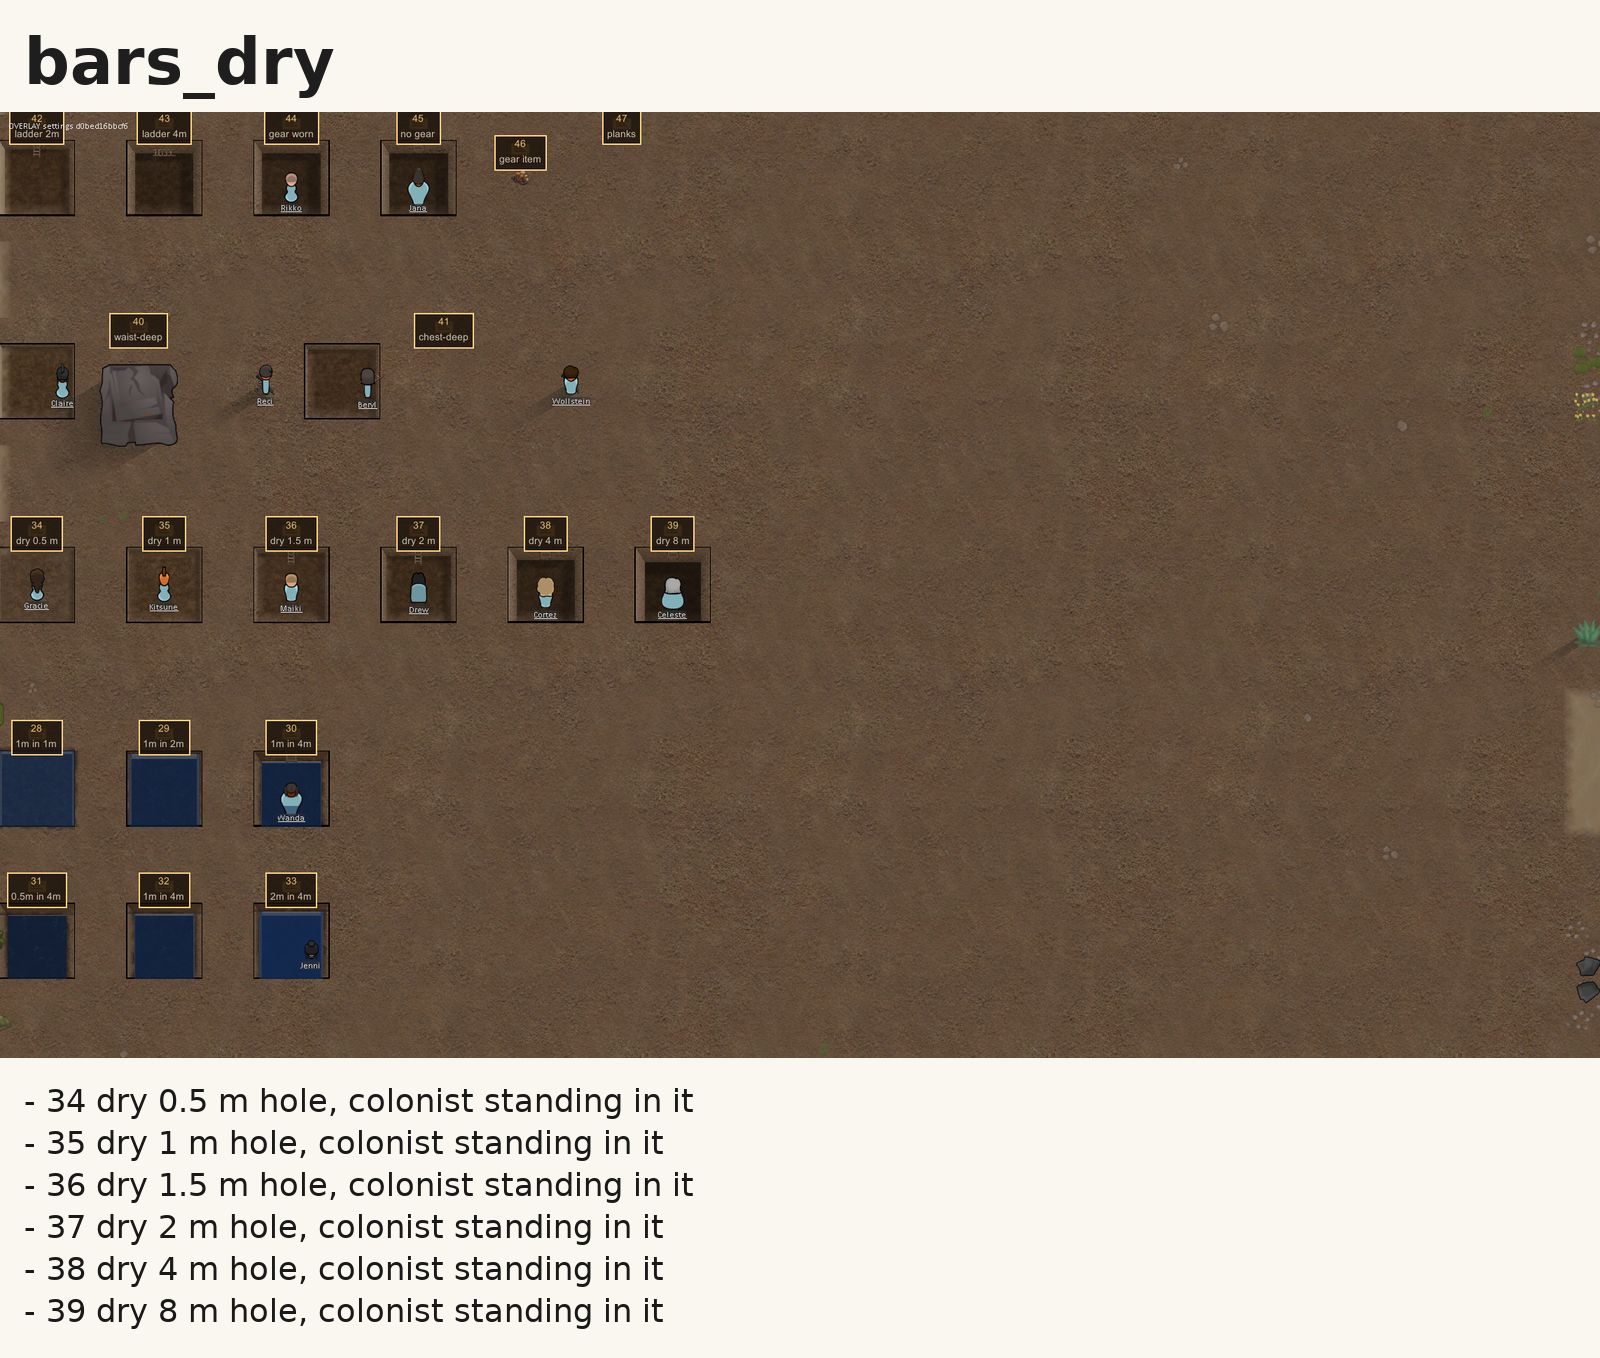 bars_dry
OVERLAY settings d0bed16bbcf6
42
ladder 2m
43
ladder 4m
44
gear worn
45
no gear
46
gear item
47
planks
Rikko
Jana
40
waist-deep
41
chest-deep
Claire
Reci
Beryl
Wollstein
34
dry 0.5 m
35
dry 1 m
36
dry 1.5 m
37
dry 2 m
38
dry 4 m
39
dry 8 m
Gracie
Kitsune
Maiki
Drew
Cortez
Celeste
28
1m in 1m
29
1m in 2m
30
1m in 4m
Wanda
31
0.5m in 4m
32
1m in 4m
33
2m in 4m
Jenni
- 34 dry 0.5 m hole, colonist standing in it
- 35 dry 1 m hole, colonist standing in it
- 36 dry 1.5 m hole, colonist standing in it
- 37 dry 2 m hole, colonist standing in it
- 38 dry 4 m hole, colonist standing in it
- 39 dry 8 m hole, colonist standing in it